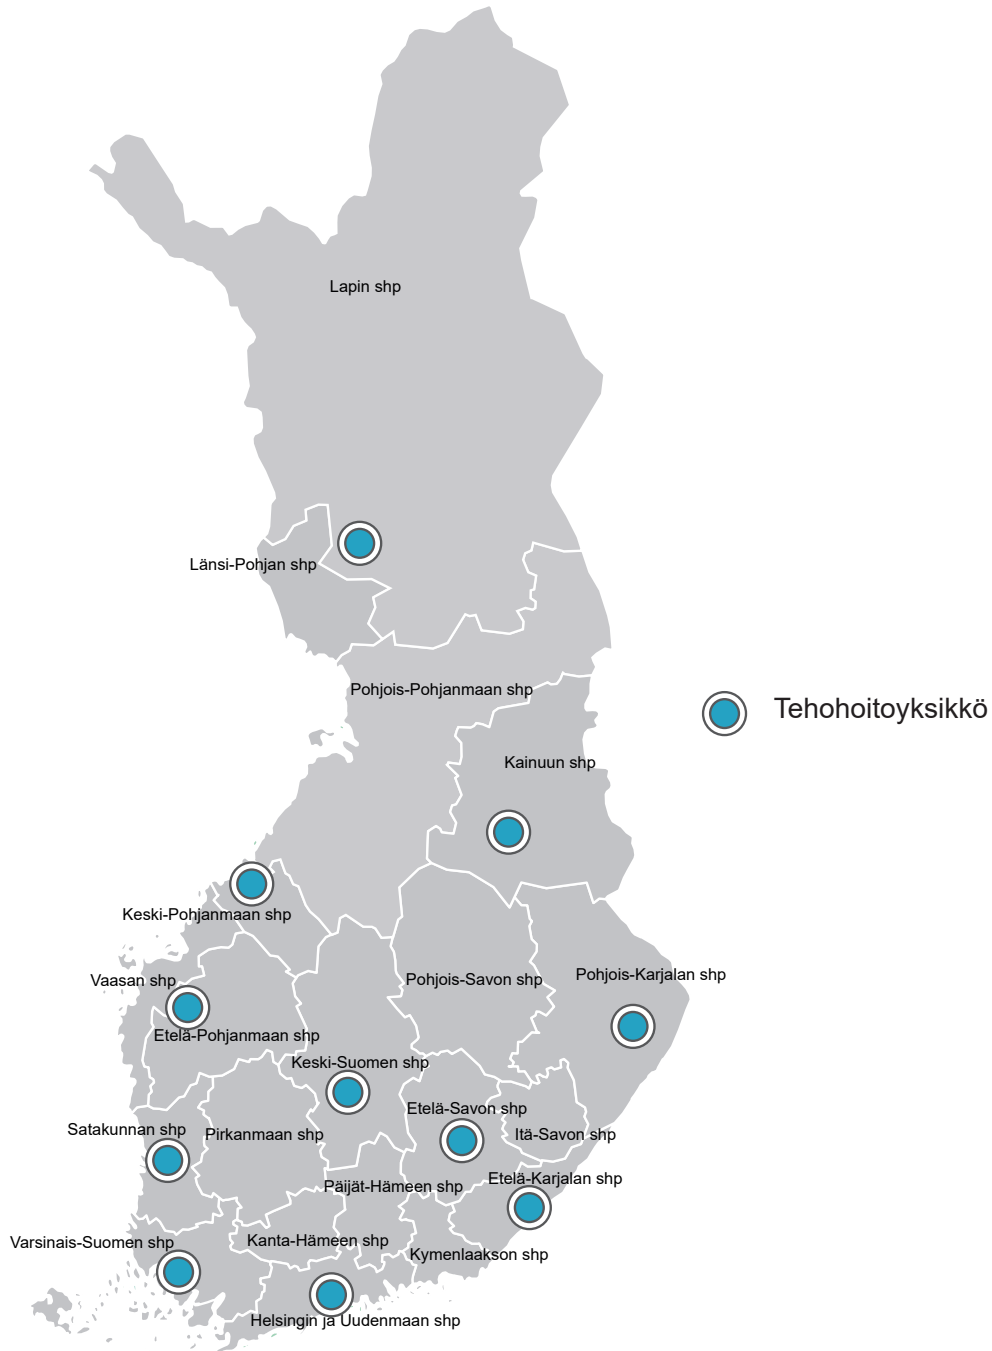 Lapin shp
Länsi-Pohjan shp
Pohjois-Pohjanmaan shp
Tehohoitoyksikkö
Kainuun shp
Keski-Pohjanmaan shp
Vaasan shp
Pohjois-Savon shp
Pohjois-Karjalan shp
Etelä-Pohjanmaan shp
Keski-Suomen shp
Etelä-Savon shp
Satakunnan shp
Pirkanmaan shp
Itä-Savon shp
Päijät-Hämeen shp
Etelä-Karjalan shp
Varsinais-Suomen shp
Kanta-Hämeen shp
Kymenlaakson shp
Helsingin ja Uudenmaan shp